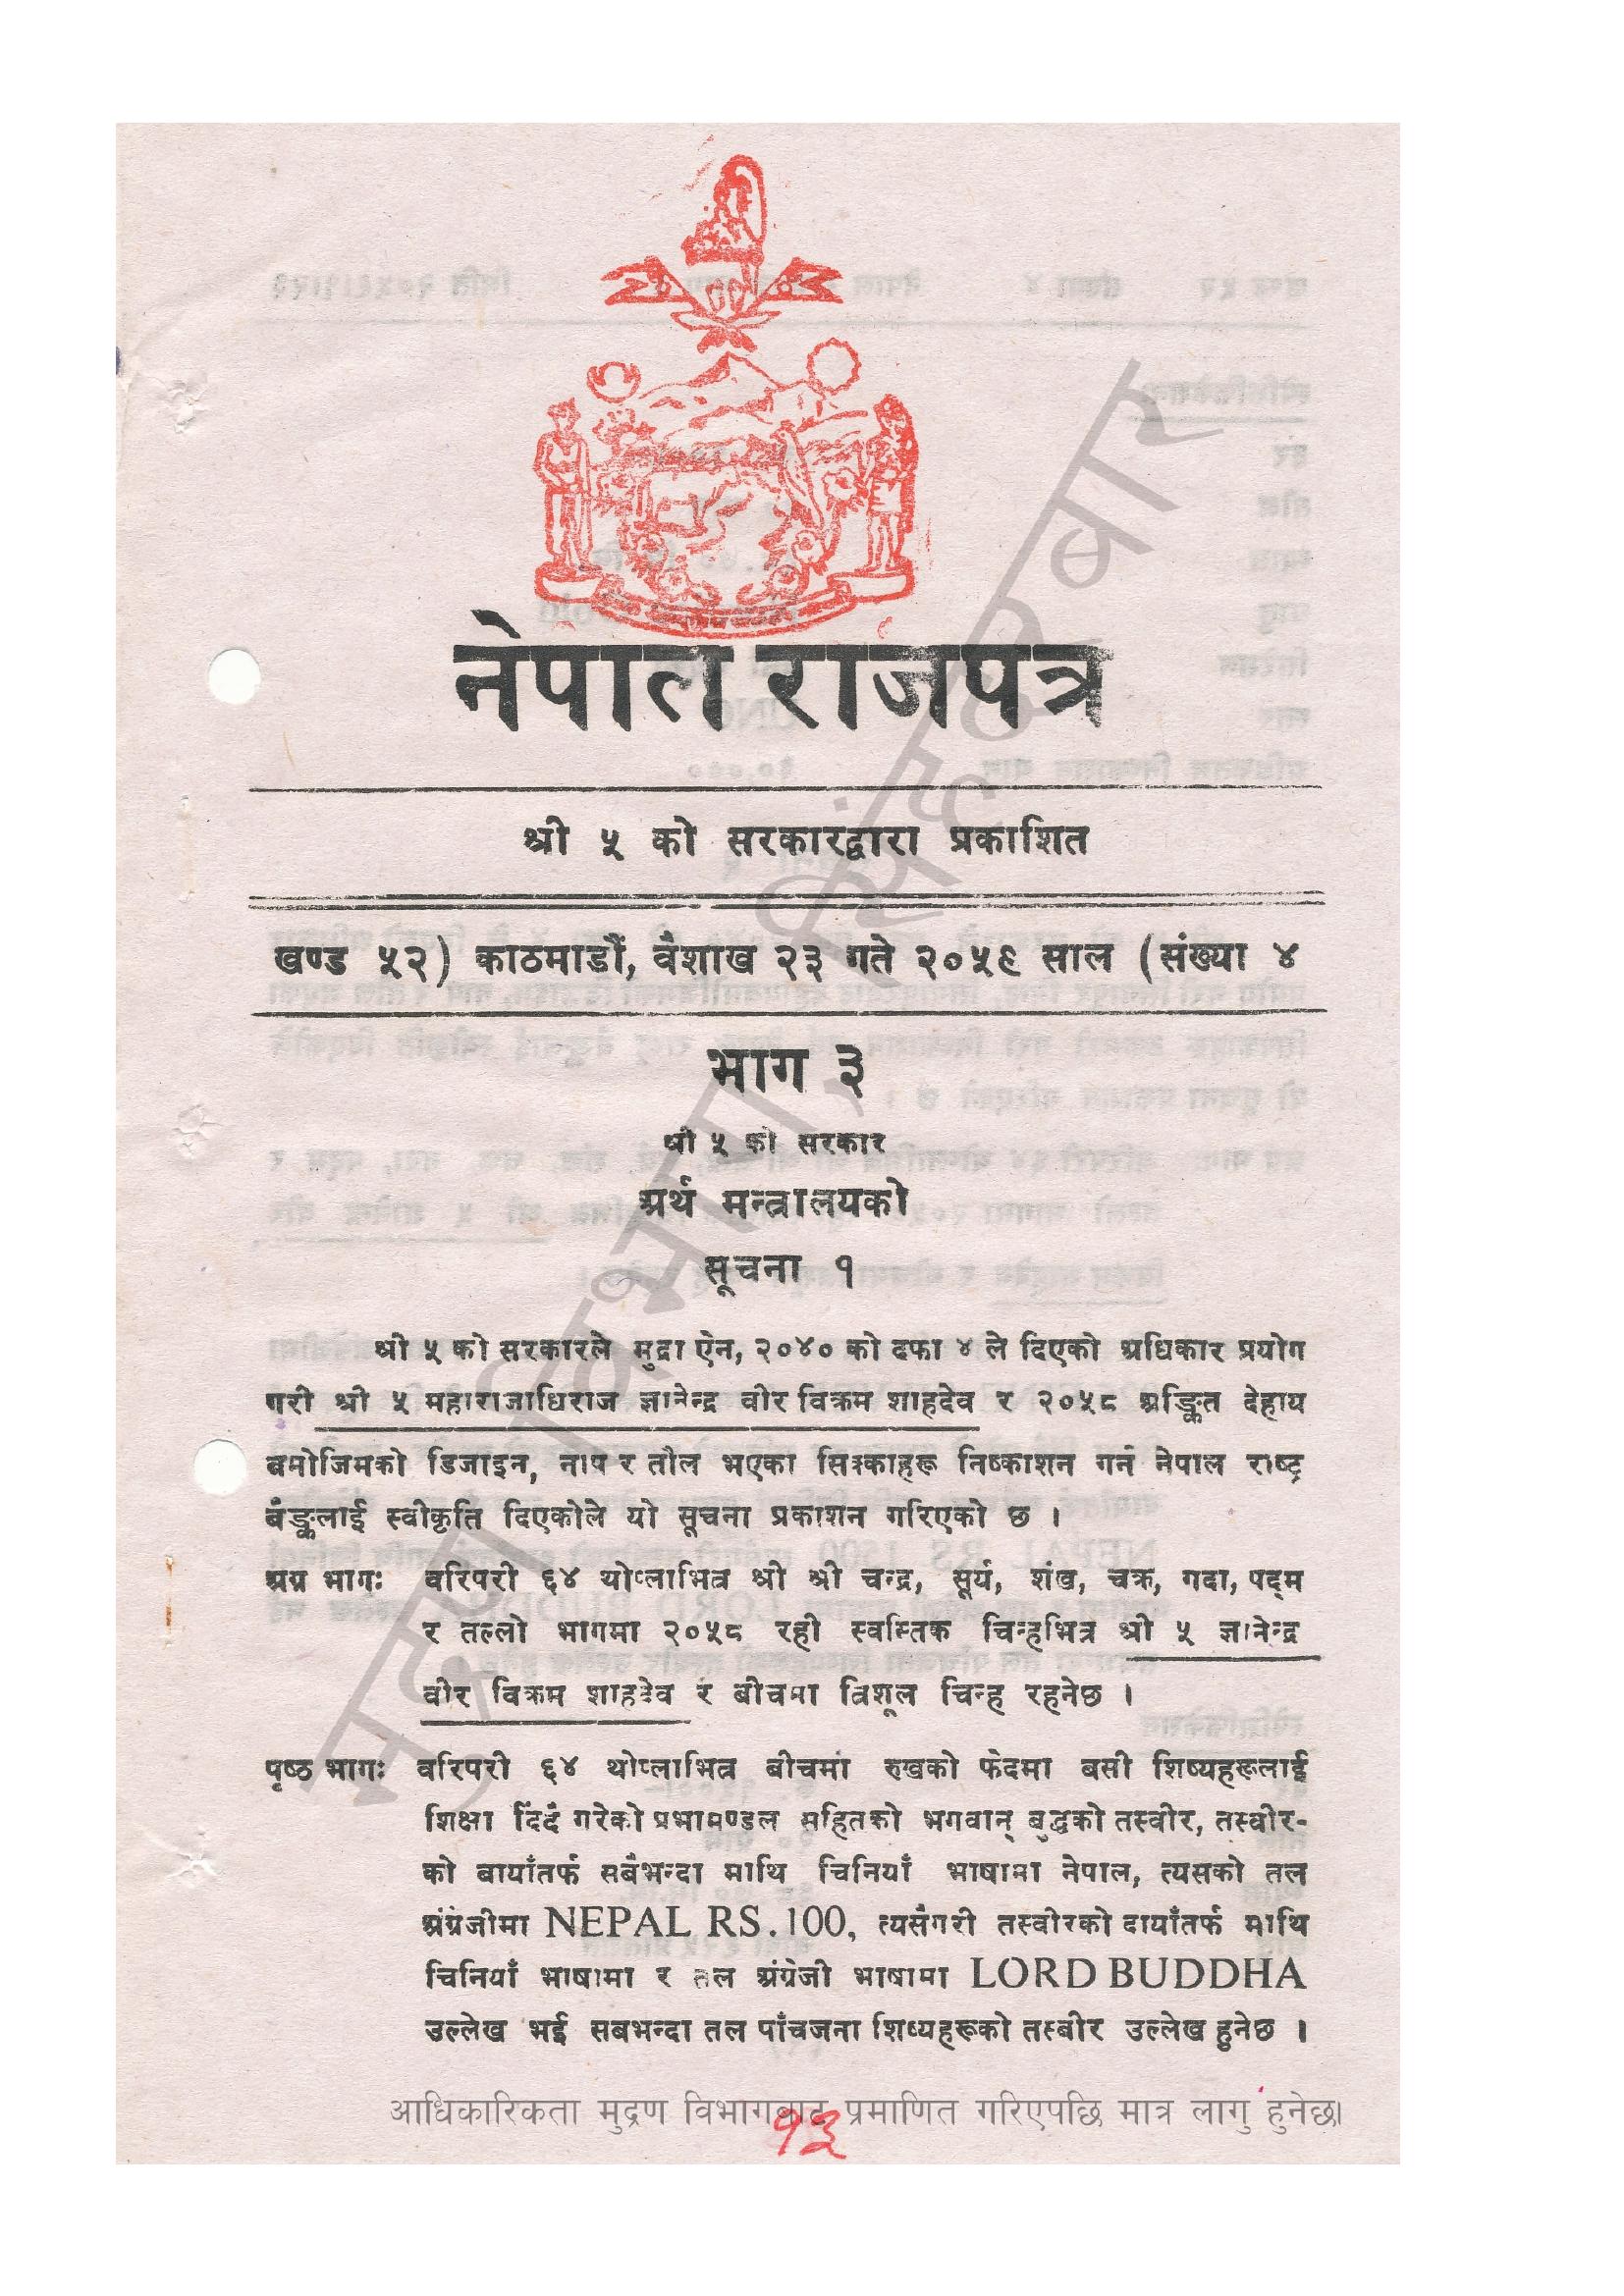 नेपाल राजपत्र
श्री ५ को सरकारद्वारा प्रकाशित
खण्ड ५२) काठमाडौं, वैशाख २३ गते २०५९ साल (संख्या ४
भाग ३
श्री ५ को सरकार
अर्थ मन्त्रालयको
सूचना १
श्री ५ को सरकारले मुद्रा ऐन, २०४० को दफा ४ ले दिएको अधिकार प्रयोग
गरी श्री ५ महाराजाधिराज ज्ञानेन्द्र वीर विक्रम शाहदेव र २०५८ अङ्कित देहाय
बमोजिमको डिजाइन, नाप र तौल भएका सिक्काहरू निष्काशन गर्न नेपाल राष्ट्र
बैङ्कलाई स्वीकृति दिएकोले यो सूचना प्रकाशन गरिएको छ ।
अग्र भागः वरिपरी ६४ थोप्लाभित्र श्री श्री चन्द्र, सूर्य, शंख, चक्र, गदा, पद्म
र तल्लो भागमा २०५८ रही स्वस्तिक चिन्हभित्र श्री ५ ज्ञानेन्द्र
वीर विक्रम शाहदेव र बीचमा त्रिशूल चिन्ह रहनेछ ।
पृष्ठ भागः वरिपरी ६४ थोप्लाभित्र बीचमा रुखको फेदमा बसी शिष्यहरूलाई
शिक्षा दिंदै गरेको प्रभामण्डल सहितको भगवान् बुद्धको तस्वीर, तस्वीर-
को बायाँतर्फ सबैभन्दा माथि चिनियाँ भाषामा नेपाल, त्यसको तल
अंग्रेजीमा NEPAL RS.100, त्यसैगरी तस्वीरको दायाँतर्फ माथि
चिनियाँ भाषामा र तल अंग्रेजी भाषामा LORD BUDDHA
उल्लेख भई सबभन्दा तल पाँचजना शिष्यहरूको तस्बीर उल्लेख हुनेछ ।
आधिकारिकता मुद्रण विभागबाट प्रमाणित गरिएपछि मात्र लागु हुनेछ।
१३
मुद्रण विभाग, सिंहदरबार